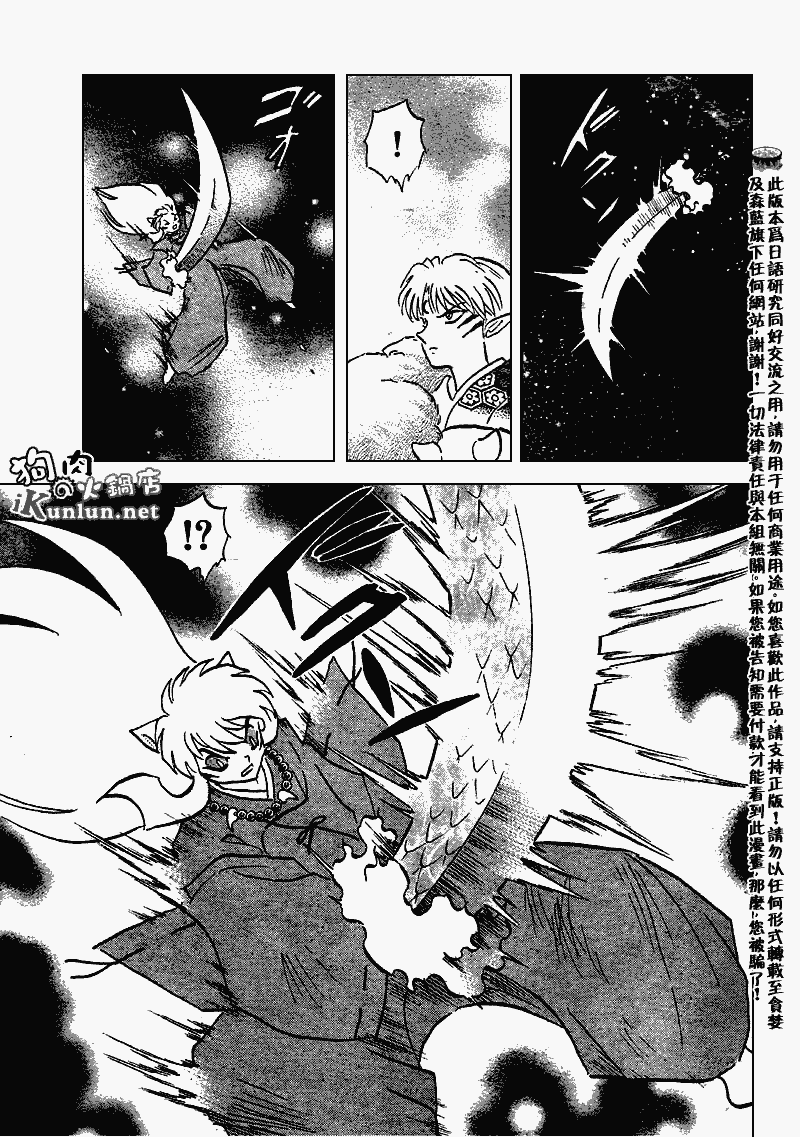 ドッ
!
ゴォッ
!?
ドン
狗肉の火鍋店
iKunlun.net
此版本爲日語研究同好交流之用,請勿用于任何商業用途。如您喜歡此作品,請支持正版!請勿以任何形式轉載至貪婪
及森藍旗下任何網站,謝謝!一切法律責任與本組無關。如果您被告知需要付款才能看到此漫畫,那麼,您被騙了!